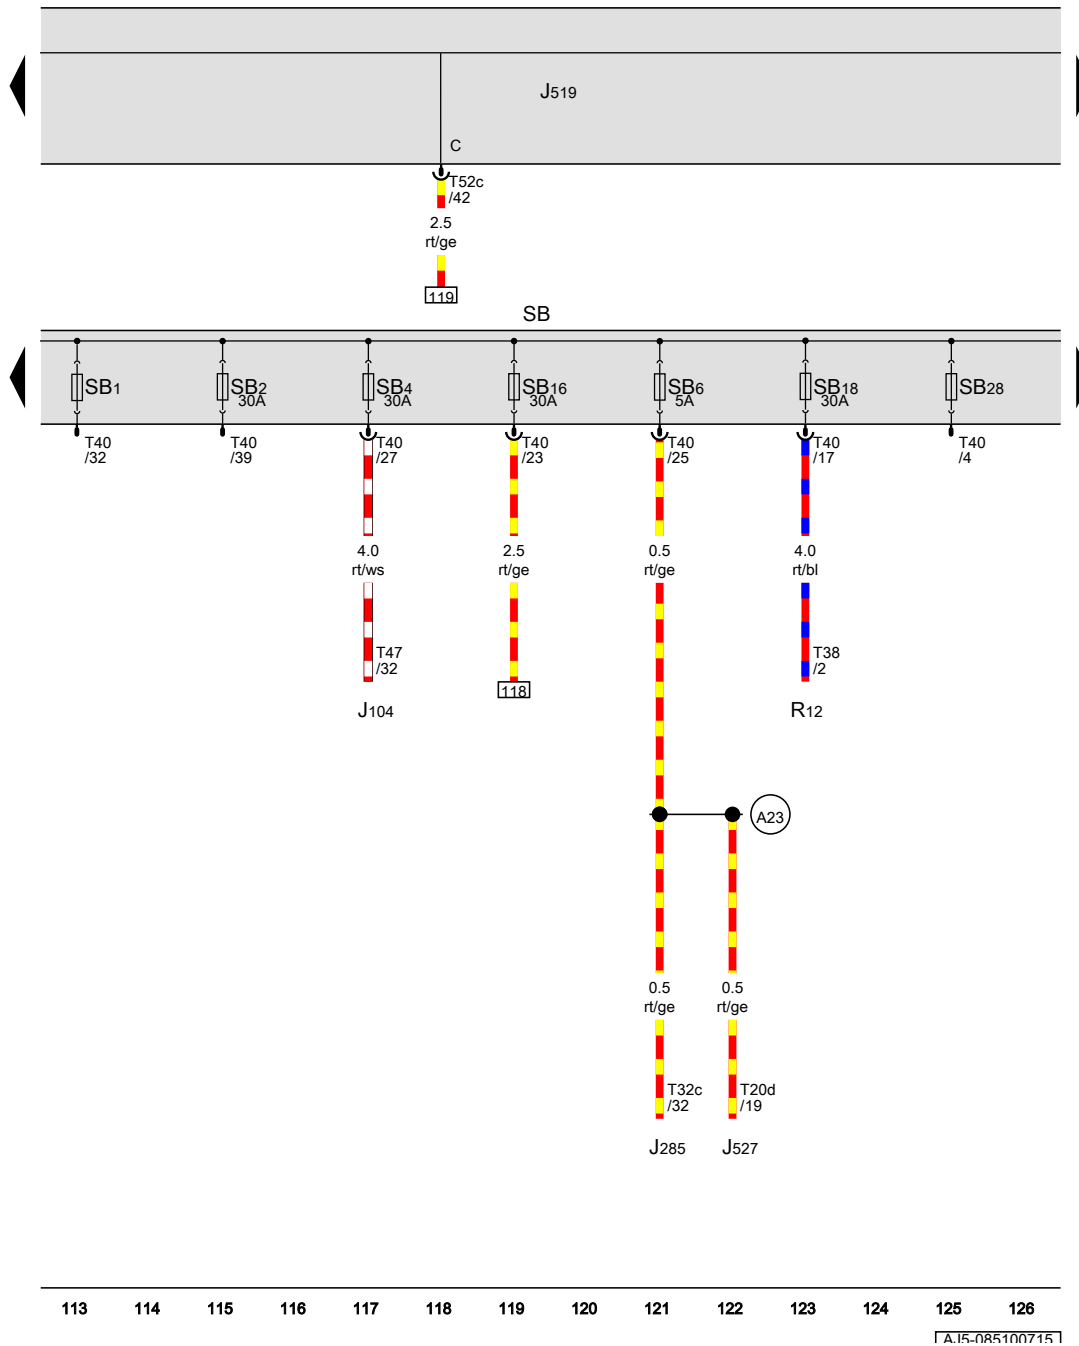 J519
C
T52c
/42
2.5
rt/ge
119
SB
SB1
SB2
30A
SB4
30A
SB16
30A
SB6
5A
SB18
30A
SB28
T40
/32
T40
/39
T40
/27
T40
/23
T40
/25
T40
/17
T40
/4
4.0
rt/ws
2.5
rt/ge
0.5
rt/ge
4.0
rt/bl
T47
/32
T38
/2
J104
118
R12
A23
0.5
rt/ge
0.5
rt/ge
T32c
/32
T20d
/19
J285
J527
113 114 115 116 117 118 119 120 121 122 123 124 125 126
AJ5-085100715